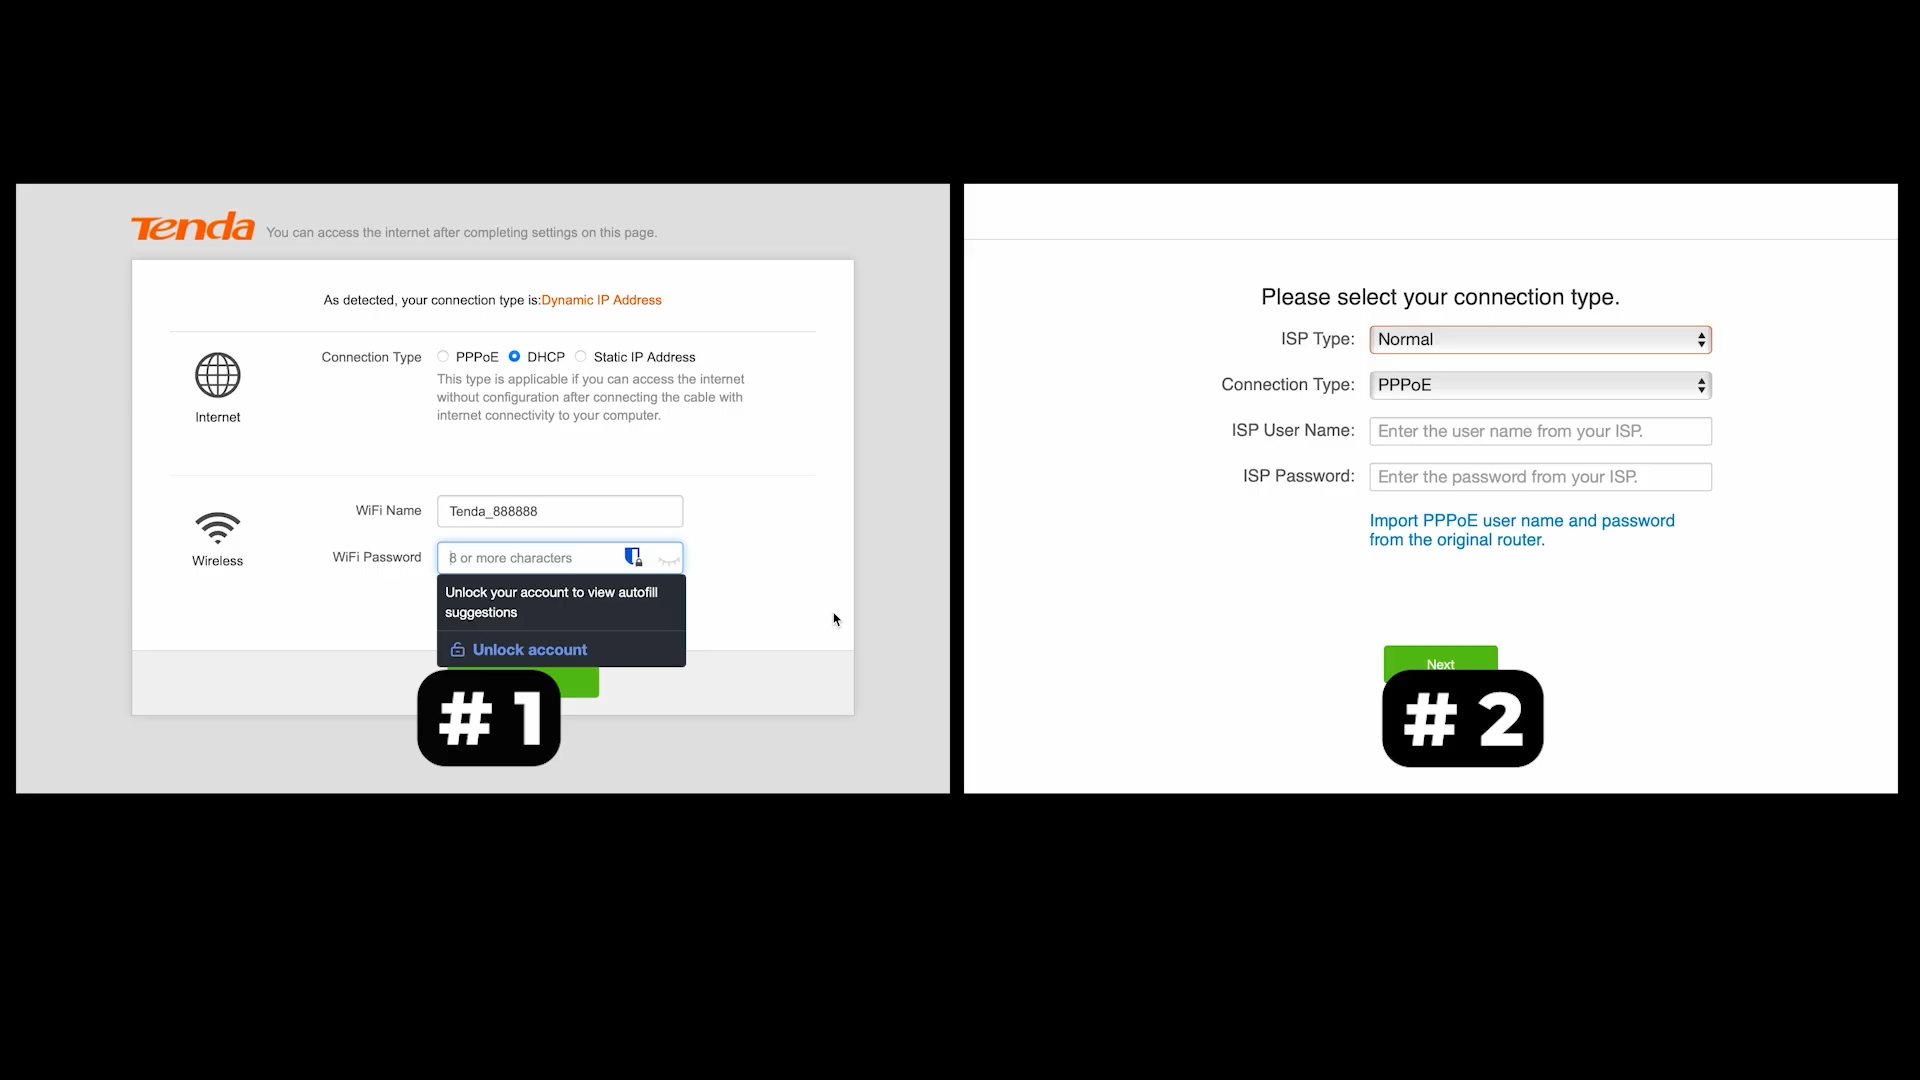 Tenda You can access the internet after completing settings on this page.
As detected, your connection type is:Dynamic IP Address
Connection Type PPPoE DHCP Static IP Address
This type is applicable if you can access the internet
without configuration after connecting the cable with
internet connectivity to your computer.
Internet
WiFi Name Tenda_888888
WiFi Password 8 or more characters
Wireless
Unlock your account to view autofill
suggestions
Unlock account
# 1
Please select your connection type.
ISP Type: Normal
Connection Type: PPPoE
ISP User Name: Enter the user name from your ISP.
ISP Password: Enter the password from your ISP.
Import PPPoE user name and password
from the original router.
Next
# 2